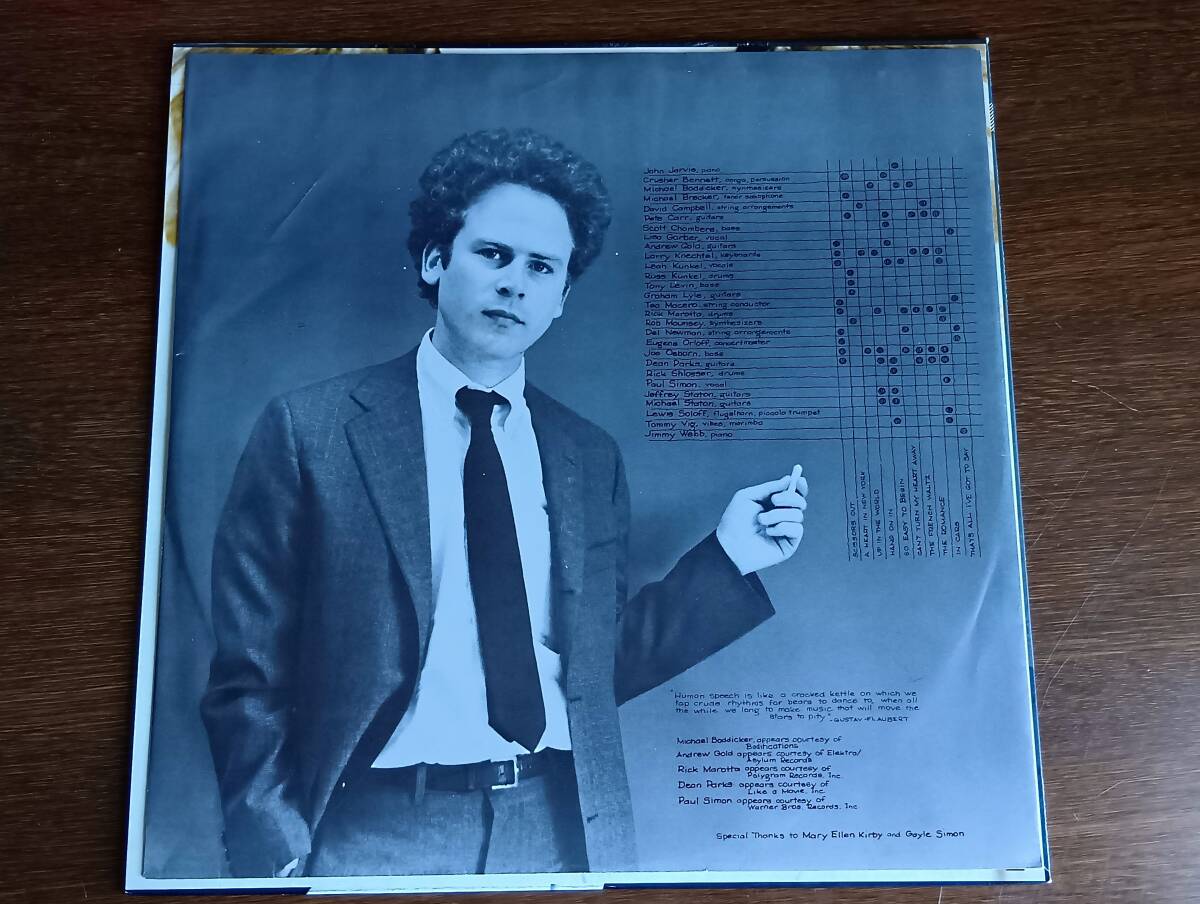 John Jarvis, piano
Crusher Bennett, congo, percussion
Michael Boddicker, synthesizers
Michael Brecker, tenor saxophone
David Campbell, string arrangements
Pete Carr, guitars
Scott Chambers, bass
Lisa Garber, vocal
Andrew Gold, guitars
Larry Knechtel, keyboards
Leah Kunkel, vocals
Russ Kunkel, drums
Tony Levin, bass
Graham Lyle, guitars
Teo Macero, string conductor
Rick Marotta, drums
Rob Mounsey, synthesizers
Del Newman, string arrangements
Eugene Orloff, concertmaster
Joe Osborn, bass
Dean Parks, guitars
Rick Shlosser, drums
Paul Simon, vocal
Jeffrey Staton, guitars
Michael Staton, guitars
Lewis Soloff, flugelhorn, piccolo trumpet
Tommy Vig, vibes, marimba
Jimmy Webb, piano
SCISSORS CUT
A HEART IN NEW YORK
UP IN THE WORLD
HANG ON IN
SO EASY TO BEGIN
CAN'T TURN MY HEART AWAY
THE FRENCH WALTZ
THE ROMANCE
IN CARS
THAT'S ALL I'VE GOT TO SAY
"Human speech is like a cracked kettle on which we
tap crude rhythms for bears to dance to, when all
the while we long to make music that will move the
stars to pity" -GUSTAV FLAUBERT
Michael Boddicker, appears courtesy of
Bodifications
Andrew Gold appears courtesy of Elektra/
Asylum Records
Rick Marotta appears courtesy of
Polygram Records, Inc.
Dean Parks appears courtesy of
Like a Movie, Inc.
Paul Simon appears courtesy of
Warner Bros. Records, Inc.
Special Thanks to Mary Ellen Kirby and Gayle Simon